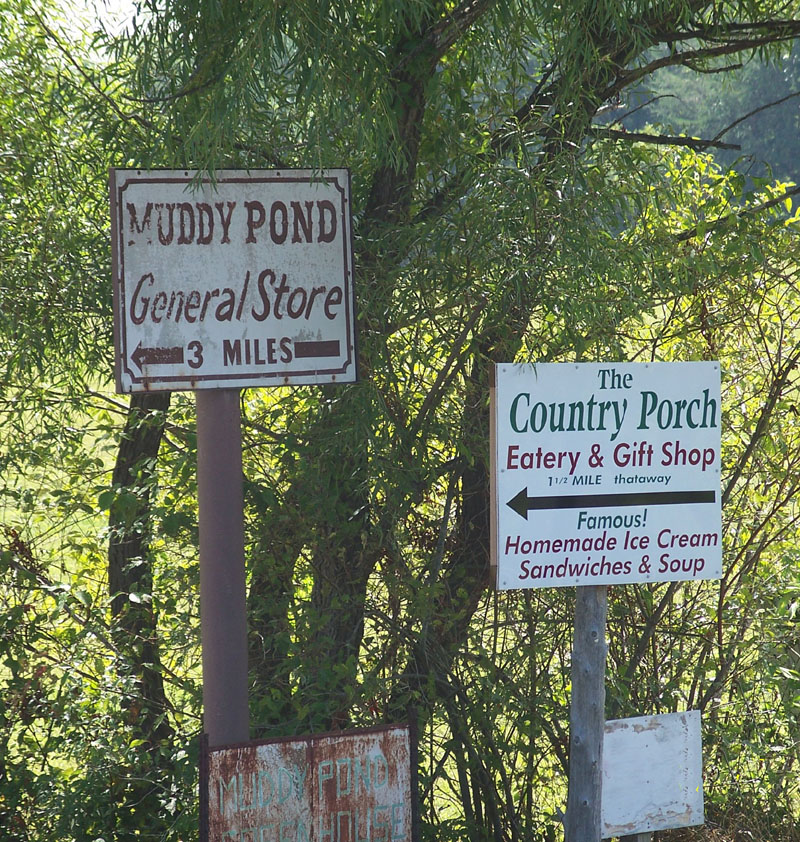 MUDDY POND
General Store
3 MILES
The
Country Porch
Eatery & Gift Shop
1 1/2 MILE thataway
Famous!
Homemade Ice Cream
Sandwiches & Soup
MUDDY POND
GREENHOUSE